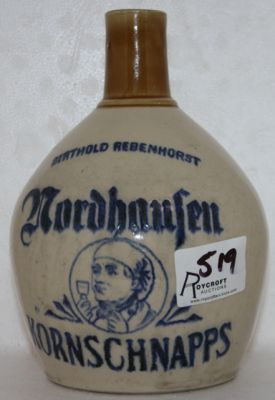 BERTHOLD REBENHORST
Nordhausen
KORNSCHNAPPS
519
ROYCROFT
AUCTIONS